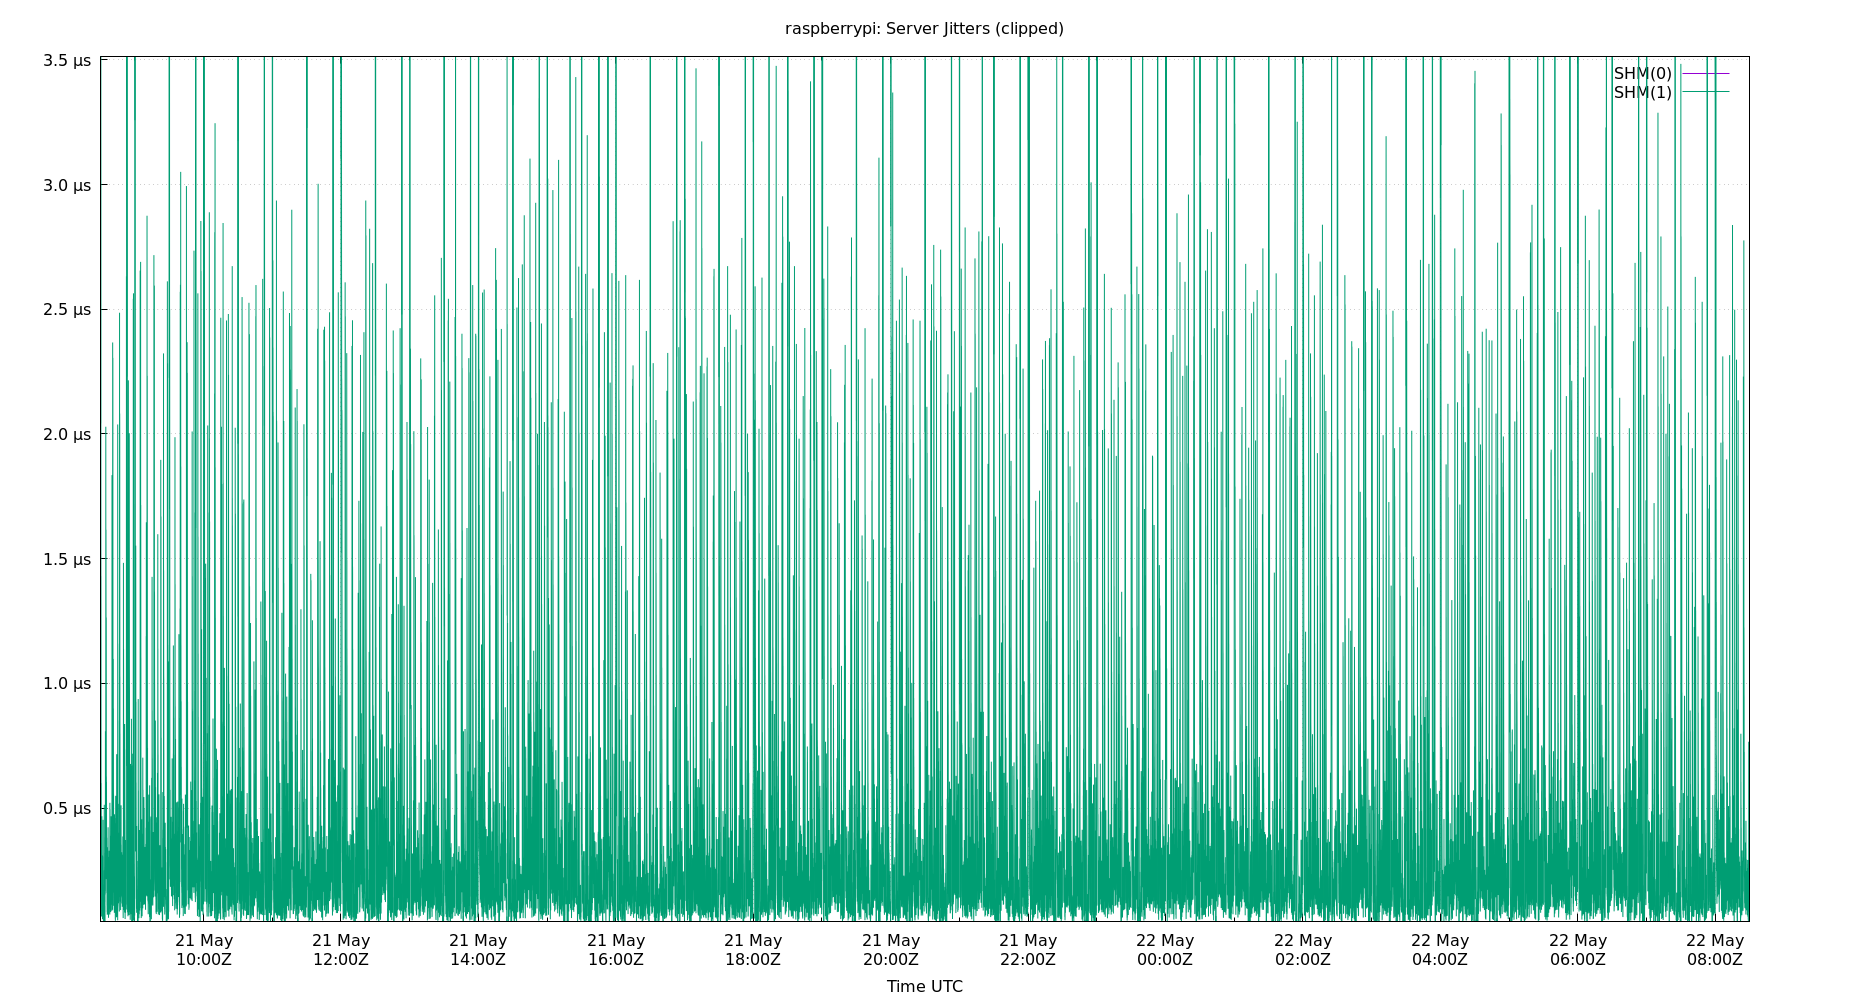 raspberrypi: Server Jitters (clipped)
3.5 µs
3.0 µs
2.5 µs
2.0 µs
1.5 µs
1.0 µs
0.5 µs
SHM(0)
SHM(1)
21 May 21 May 21 May 21 May 21 May 21 May 21 May 22 May 22 May 22 May 22 May 22 May
10:00Z 12:00Z 14:00Z 16:00Z 18:00Z 20:00Z 22:00Z 00:00Z 02:00Z 04:00Z 06:00Z 08:00Z
Time UTC